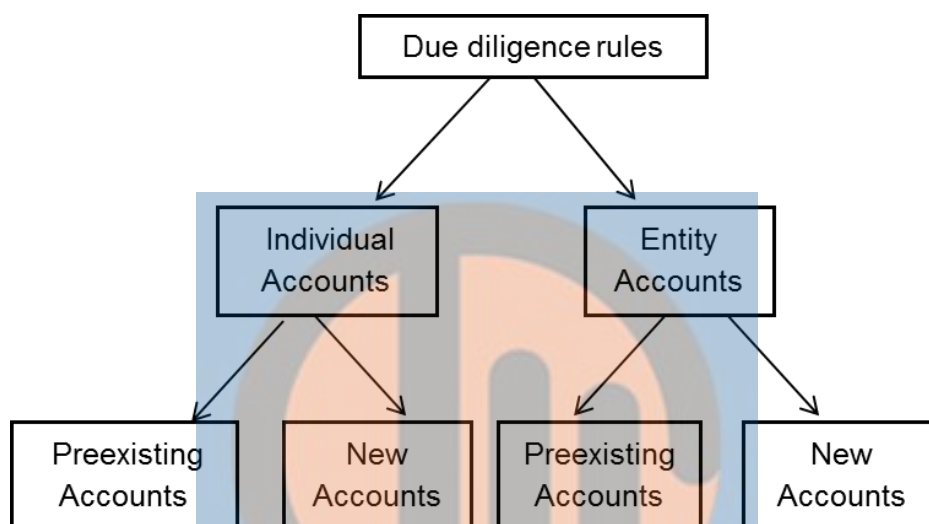 Due diligence rules
Individual
Accounts
Entity
Accounts
Preexisting
Accounts
New
Accounts
Preexisting
Accounts
New
Accounts